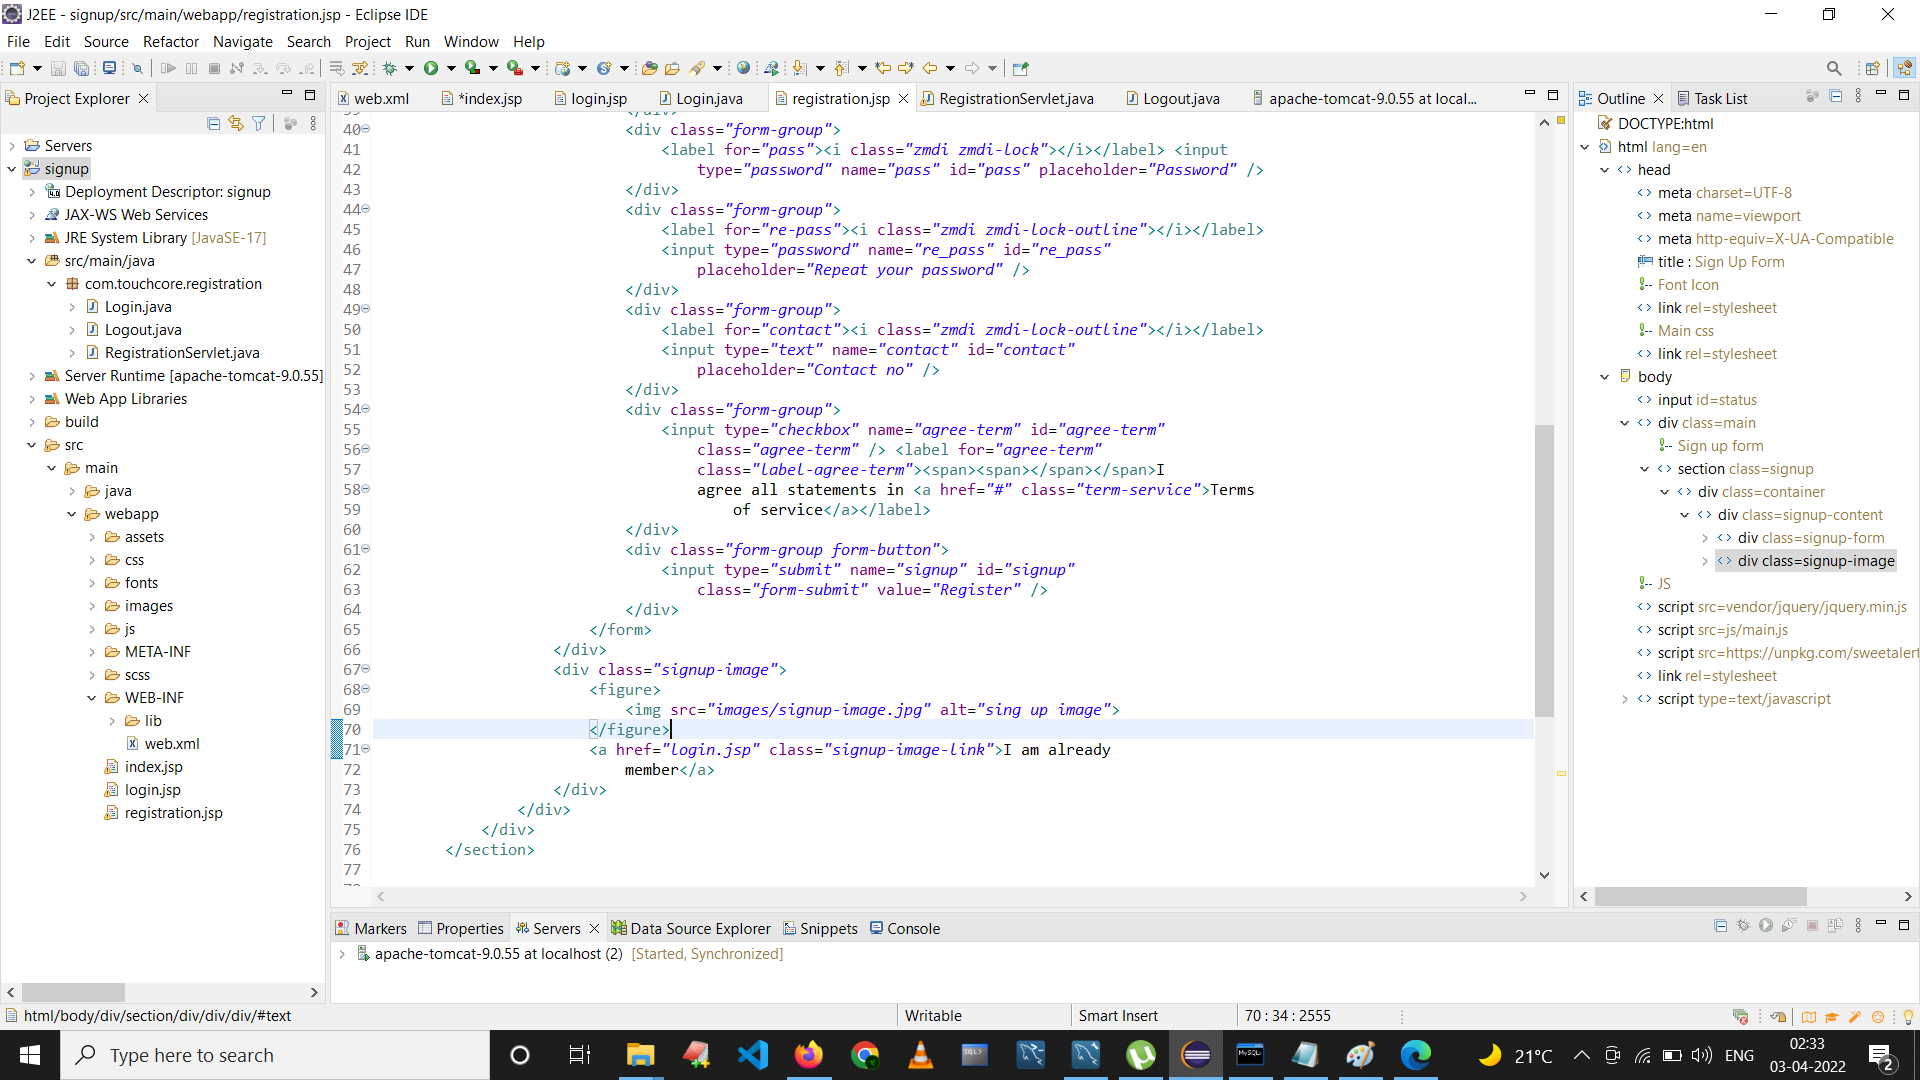 J2EE - signup/src/main/webapp/registration.jsp - Eclipse IDE
File Edit Source Refactor Navigate Search Project Run Window Help
Project Explorer
Servers
signup
Deployment Descriptor: signup
JAX-WS Web Services
JRE System Library [JavaSE-17]
src/main/java
com.touchcore.registration
Login.java
Logout.java
RegistrationServlet.java
Server Runtime [apache-tomcat-9.0.55]
Web App Libraries
build
src
main
java
webapp
assets
css
fonts
images
js
META-INF
scss
WEB-INF
lib
web.xml
index.jsp
login.jsp
registration.jsp
web.xml *index.jsp login.jsp Login.java registration.jsp RegistrationServlet.java Logout.java apache-tomcat-9.0.55 at local...
39 </div>
40 <div class="form-group">
41 <label for="pass"><i class="zmdi zmdi-lock"></i></label> <input
42 type="password" name="pass" id="pass" placeholder="Password" />
43 </div>
44 <div class="form-group">
45 <label for="re-pass"><i class="zmdi zmdi-lock-outline"></i></label>
46 <input type="password" name="re_pass" id="re_pass"
47 placeholder="Repeat your password" />
48 </div>
49 <div class="form-group">
50 <label for="contact"><i class="zmdi zmdi-lock-outline"></i></label>
51 <input type="text" name="contact" id="contact"
52 placeholder="Contact no" />
53 </div>
54 <div class="form-group">
55 <input type="checkbox" name="agree-term" id="agree-term"
56 class="agree-term" /> <label for="agree-term"
57 class="label-agree-term"><span><span></span></span>I
58 agree all statements in <a href="#" class="term-service">Terms
59 of service</a></label>
60 </div>
61 <div class="form-group form-button">
62 <input type="submit" name="signup" id="signup"
63 class="form-submit" value="Register" />
64 </div>
65 </form>
66 </div>
67 <div class="signup-image">
68 <figure>
69 <img src="images/signup-image.jpg" alt="sing up image">
70 </figure>
71 <a href="login.jsp" class="signup-image-link">I am already
72 member</a>
73 </div>
74 </div>
75 </div>
76 </section>
77
Outline Task List
DOCTYPE:html
html lang=en
head
meta charset=UTF-8
meta name=viewport
meta http-equiv=X-UA-Compatible
title : Sign Up Form
Font Icon
link rel=stylesheet
Main css
link rel=stylesheet
body
input id=status
div class=main
Sign up form
section class=signup
div class=container
div class=signup-content
div class=signup-form
div class=signup-image
JS
script src=vendor/jquery/jquery.min.js
script src=js/main.js
script src=https://unpkg.com/sweetalert
link rel=stylesheet
script type=text/javascript
Markers Properties Servers Data Source Explorer Snippets Console
apache-tomcat-9.0.55 at localhost (2) [Started, Synchronized]
html/body/div/section/div/div/div/#text Writable Smart Insert 70 : 34 : 2555
Type here to search
SQL>
MySQL
21°C ENG
02:33
03-04-2022
2